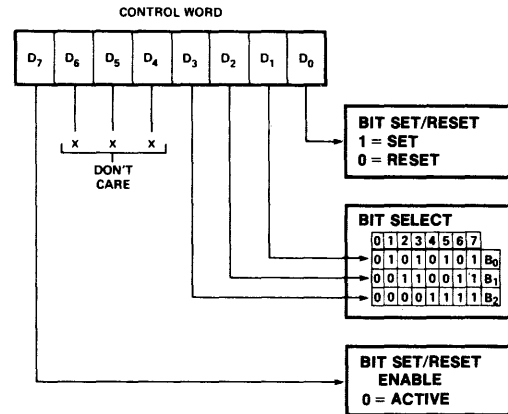 CONTROL WORD
D7 D6 D5 D4 D3 D2 D1 D0
X X X
DON'T
CARE
BIT SET/RESET
1 = SET
0 = RESET
BIT SELECT
0 1 2 3 4 5 6 7
0 1 0 1 0 1 0 1 B0
0 0 1 1 0 0 1 1 B1
0 0 0 0 1 1 1 1 B2
BIT SET/RESET
ENABLE
0 = ACTIVE